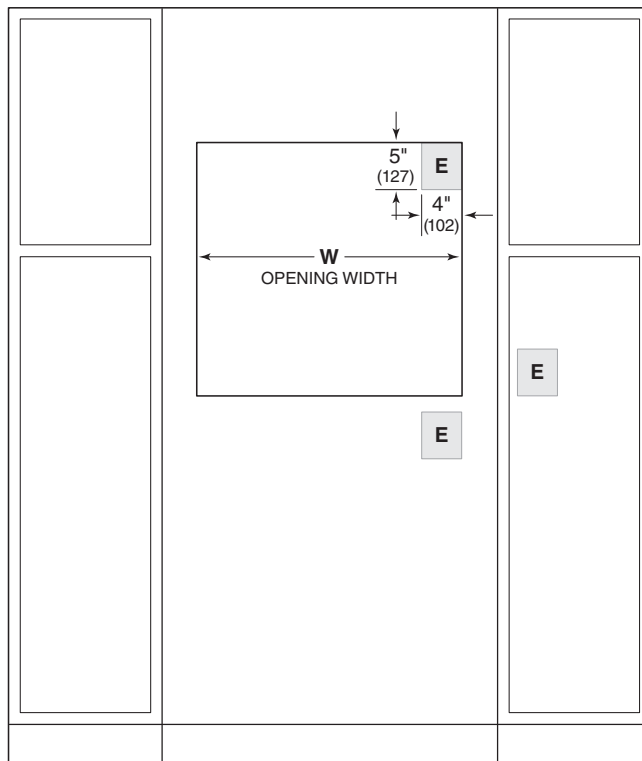 5"
(127)
E
4"
(102)
W
OPENING WIDTH
E
E